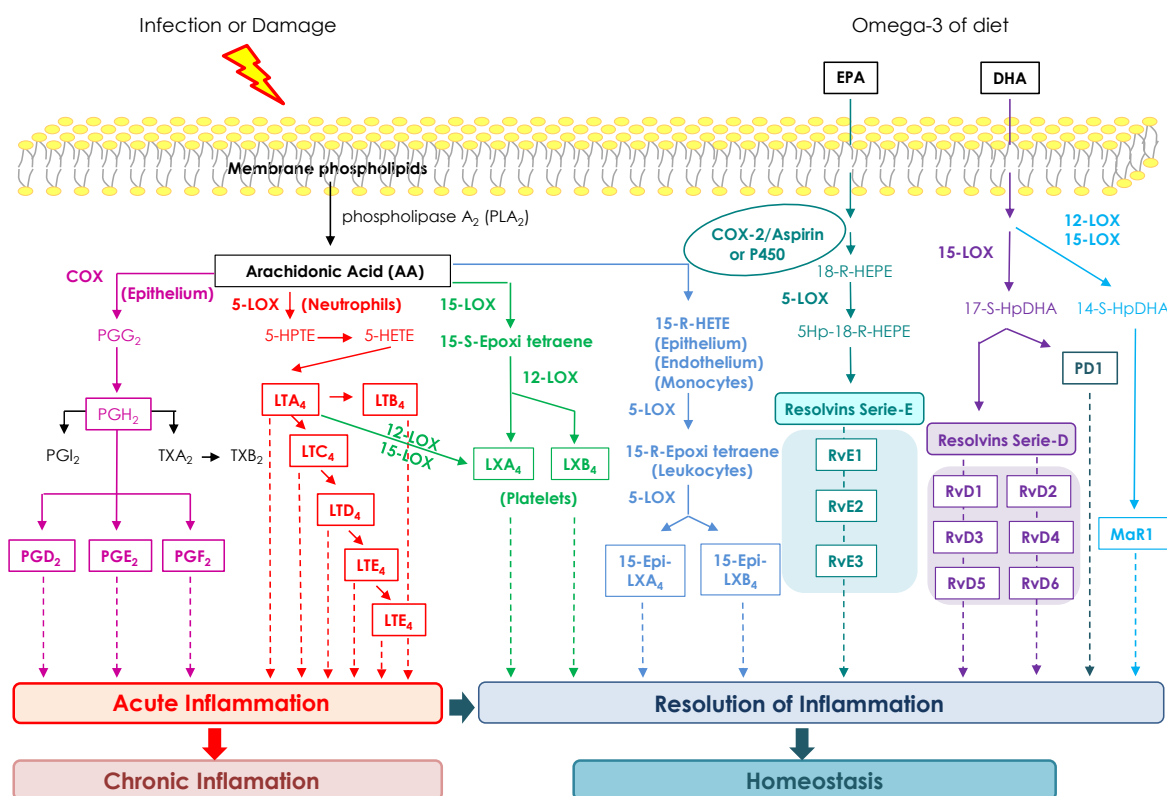 Infection or Damage
Omega-3 of diet
EPA
DHA
Membrane phospholipids
phospholipase A₂ (PLA₂)
COX-2/Aspirin
or P450
12-LOX
15-LOX
15-LOX
Arachidonic Acid (AA)
COX
(Epithelium)
5-LOX
(Neutrophils)
15-LOX
18-R-HEPE
5-LOX
17-S-HpDHA
14-S-HpDHA
PGG₂
5-HPTE
5-HETE
15-S-Epoxi tetraene
15-R-HETE
(Epithelium)
(Endothelium)
(Monocytes)
5Hp-18-R-HEPE
PD1
12-LOX
LTA₄
LTB₄
PGH₂
5-LOX
Resolvins Serie-E
12-LOX
15-LOX
Resolvins Serie-D
PGI₂
TXA₂
TXB₂
LTC₄
LXA₄
LXB₄
(Platelets)
15-R-Epoxi tetraene
(Leukocytes)
5-LOX
RvE1
RvE2
RvE3
RvD1
RvD2
RvD3
RvD4
RvD5
RvD6
MaR1
LTD₄
PGD₂
PGE₂
PGF₂
LTE₄
LTE₄
15-Epi-
LXA₄
15-Epi-
LXB₄
Acute Inflammation
Resolution of Inflammation
Chronic Inflamation
Homeostasis